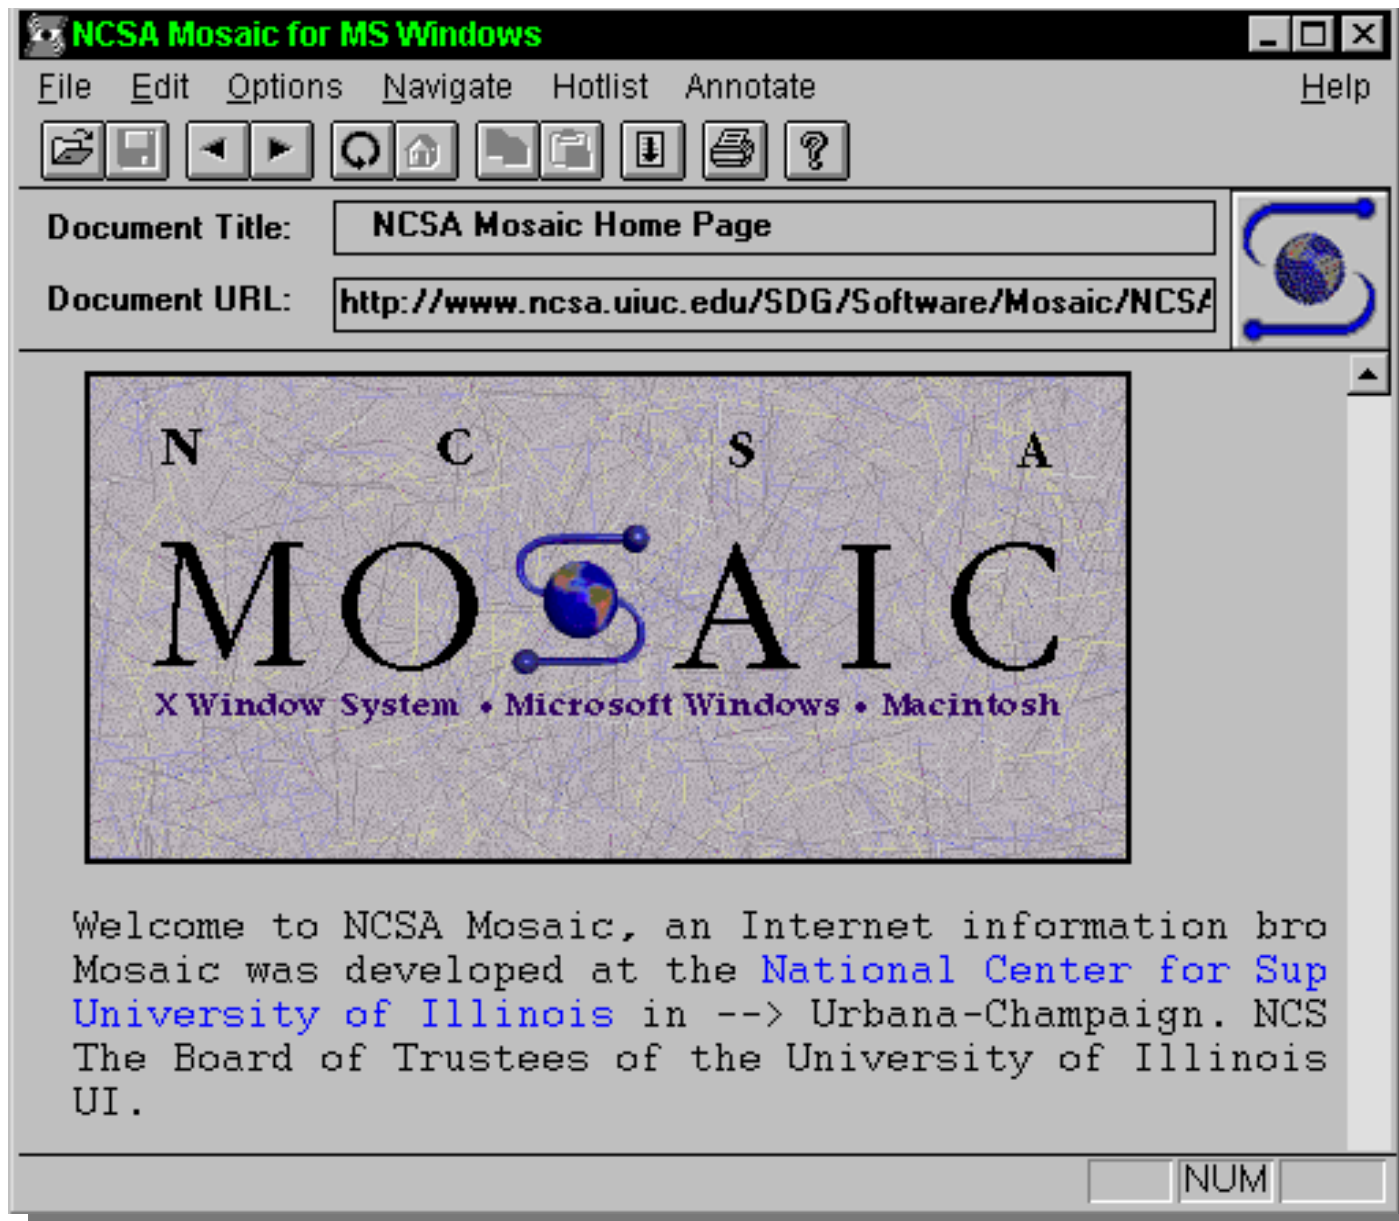 NCSA Mosaic for MS Windows
File Edit Options Navigate Hotlist Annotate Help
Document Title: NCSA Mosaic Home Page
Document URL: http://www.ncsa.uiuc.edu/SDG/Software/Mosaic/NCSA
N C S A
MOSAIC
X Window System • Microsoft Windows • Macintosh
Welcome to NCSA Mosaic, an Internet information bro
Mosaic was developed at the National Center for Sup
University of Illinois in --> Urbana-Champaign. NCS
The Board of Trustees of the University of Illinois
UI.
NUM